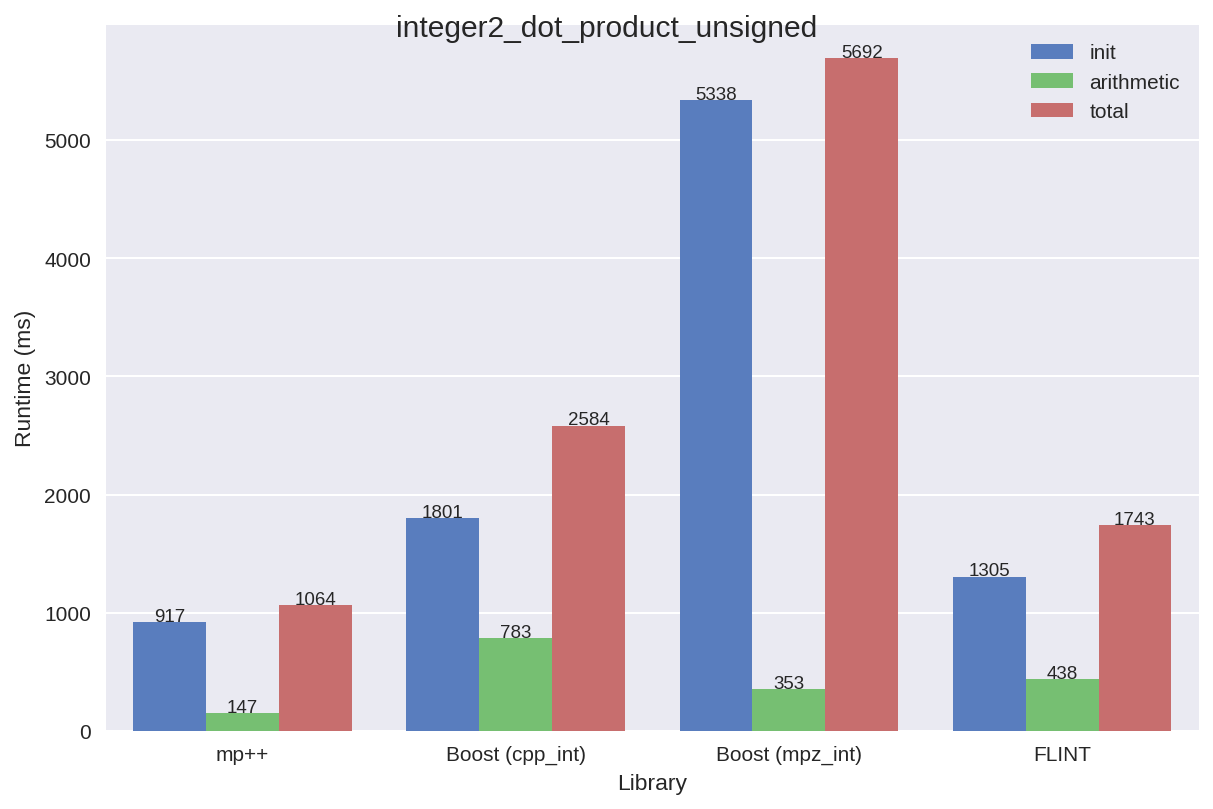 integer2_dot_product_unsigned
init
arithmetic
total
Runtime (ms)
5000
4000
3000
2000
1000
0
917
147
1064
1801
783
2584
5338
353
5692
1305
438
1743
mp++
Boost (cpp_int)
Boost (mpz_int)
FLINT
Library